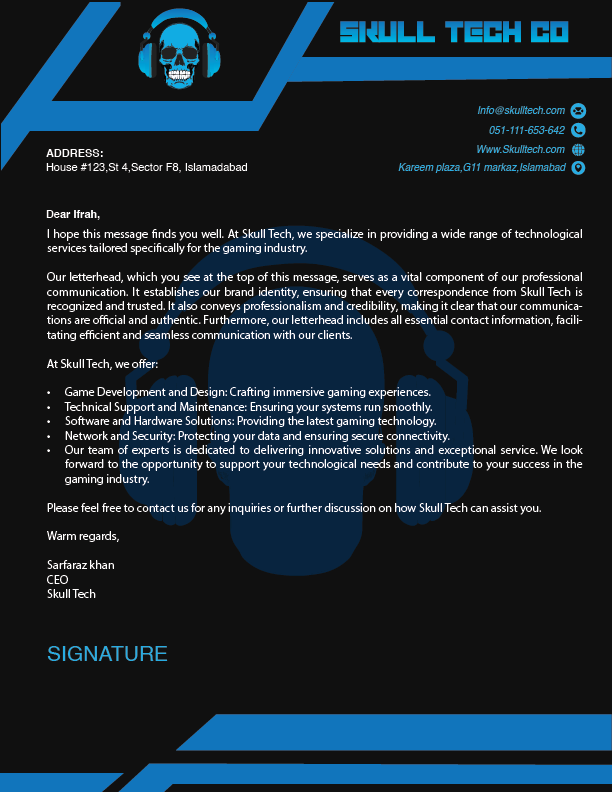 SKULL TECH CO
Info@skulltech.com
051-111-653-642
Www.Skulltech.com
Kareem plaza,G11 markaz,Islamabad
ADDRESS:
House #123,St 4,Sector F8, Islamadabad
Dear Ifrah,
I hope this message finds you well. At Skull Tech, we specialize in providing a wide range of technological
services tailored specifically for the gaming industry.
Our letterhead, which you see at the top of this message, serves as a vital component of our professional
communication. It establishes our brand identity, ensuring that every correspondence from Skull Tech is
recognized and trusted. It also conveys professionalism and credibility, making it clear that our communica-
tions are official and authentic. Furthermore, our letterhead includes all essential contact information, facili-
tating efficient and seamless communication with our clients.
At Skull Tech, we offer:
• Game Development and Design: Crafting immersive gaming experiences.
• Technical Support and Maintenance: Ensuring your systems run smoothly.
• Software and Hardware Solutions: Providing the latest gaming technology.
• Network and Security: Protecting your data and ensuring secure connectivity.
• Our team of experts is dedicated to delivering innovative solutions and exceptional service. We look
forward to the opportunity to support your technological needs and contribute to your success in the
gaming industry.
Please feel free to contact us for any inquiries or further discussion on how Skull Tech can assist you.
Warm regards,
Sarfaraz khan
CEO
Skull Tech
SIGNATURE